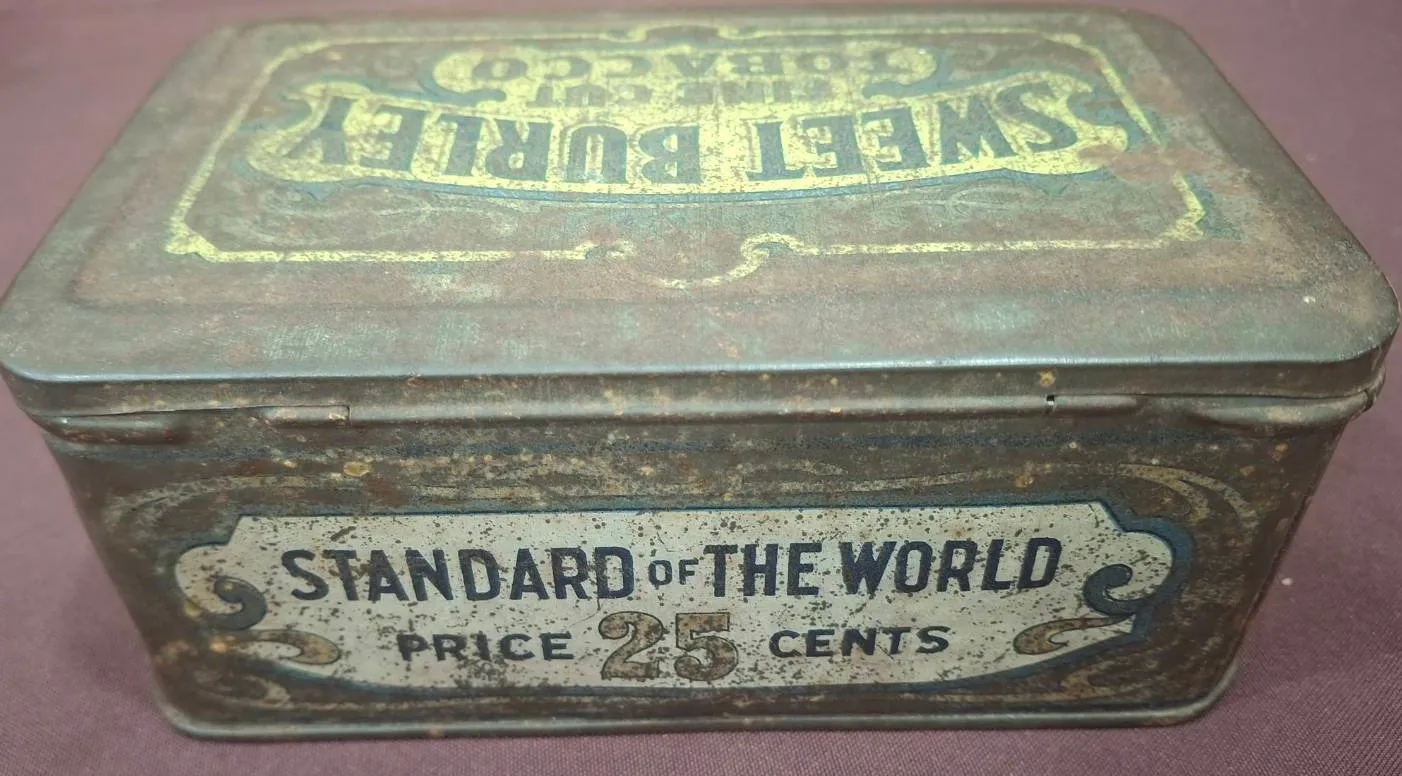 SWEET BURLEY
FINE CUT
TOBACCO
STANDARD OF THE WORLD
PRICE 25 CENTS